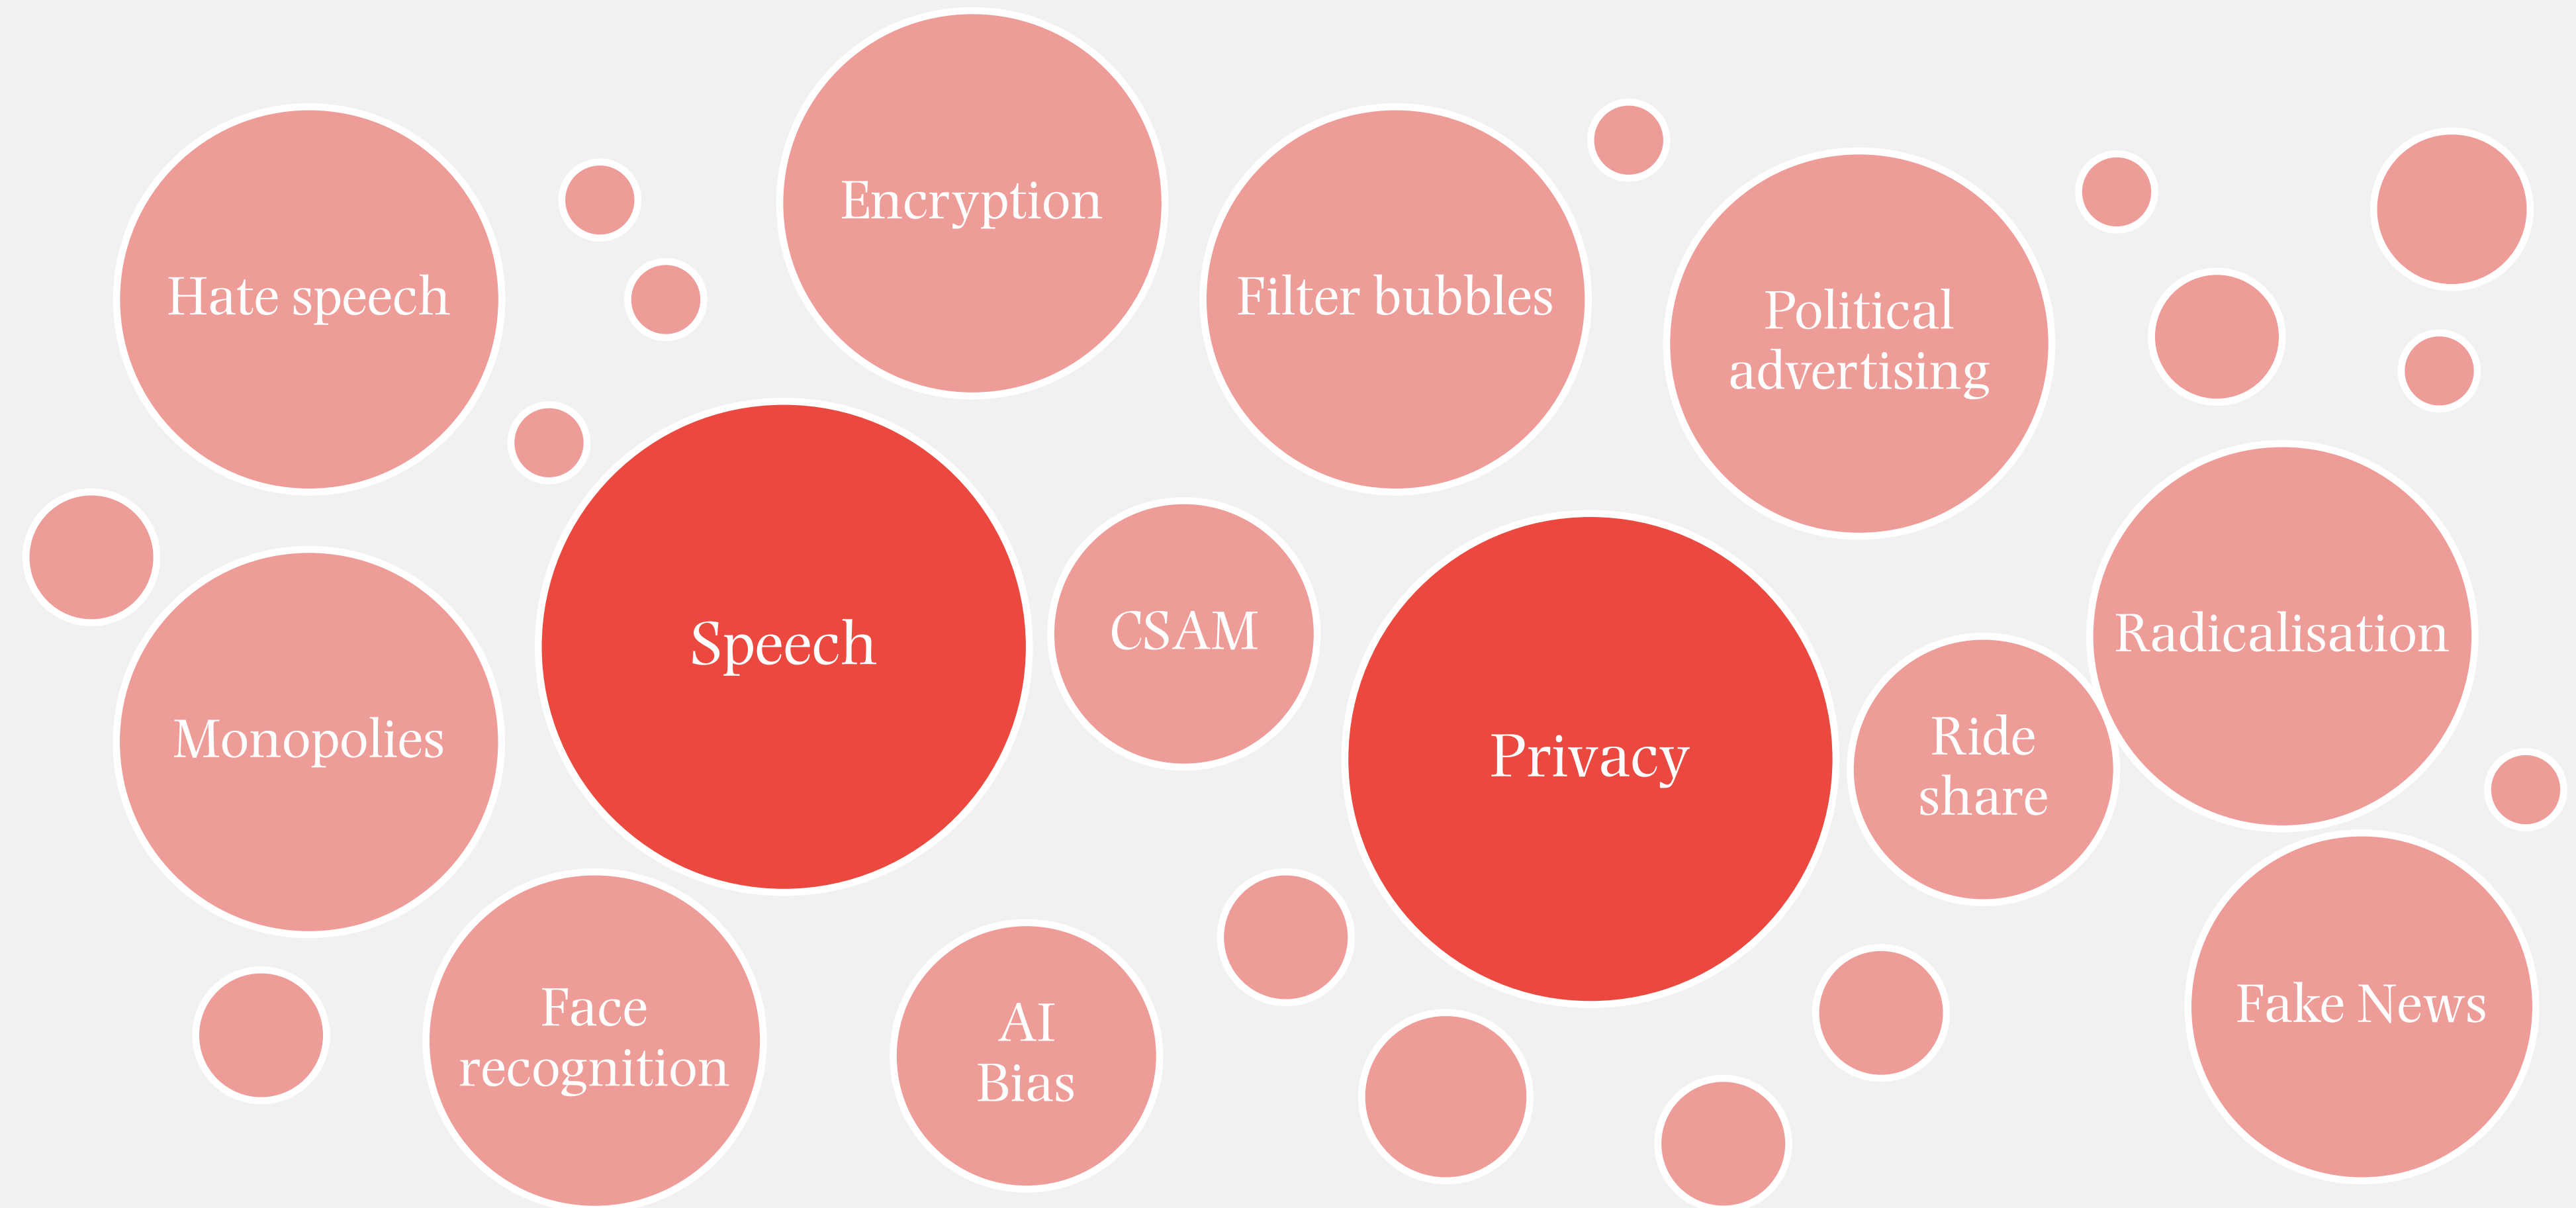 Encryption
Hate speech
Filter bubbles
Political
advertising
Speech
CSAM
Radicalisation
Monopolies
Privacy
Ride
share
Face
recognition
AI
Bias
Fake News